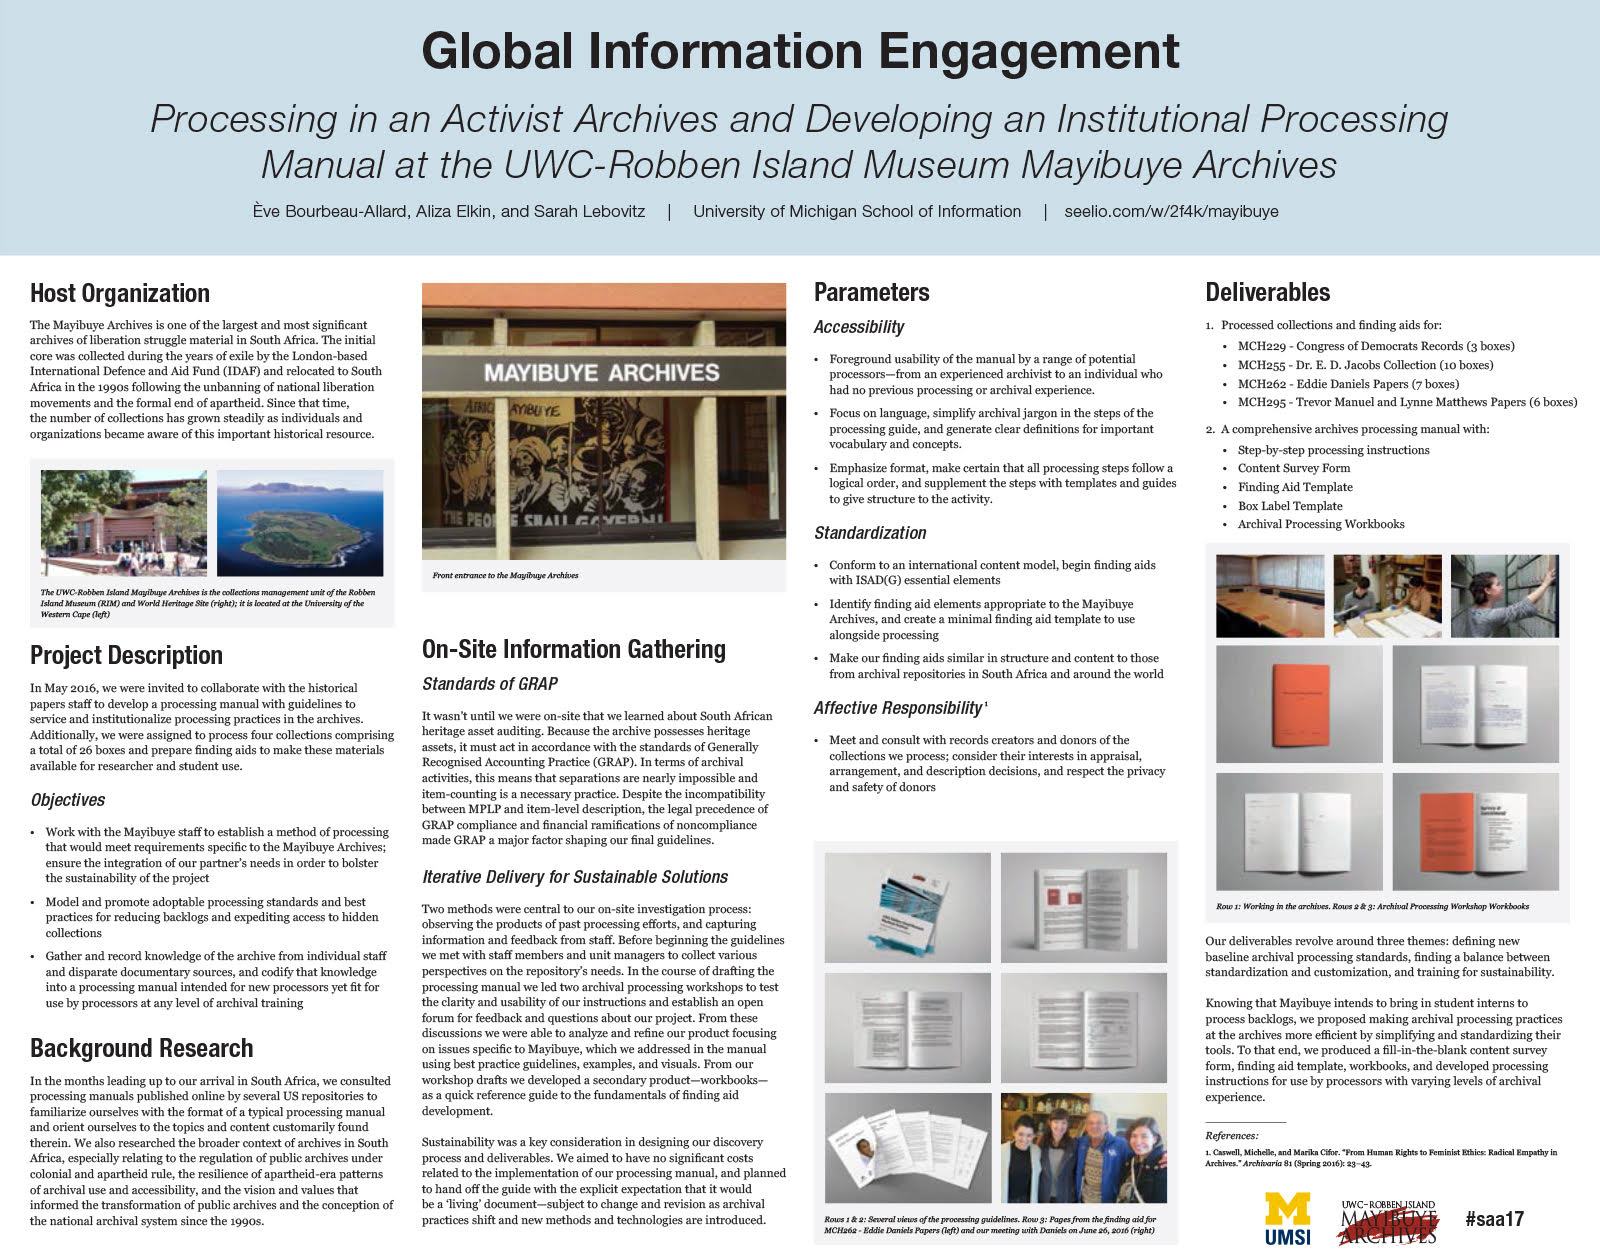 Global Information Engagement
Processing in an Activist Archives and Developing an Institutional Processing
Manual at the UWC-Robben Island Museum Mayibuye Archives
Ève Bourbeau-Allard, Aliza Elkin, and Sarah Lebovitz | University of Michigan School of Information | seelio.com/w/2f4k/mayibuye
Host Organization
The Mayibuye Archives is one of the largest and most significant
archives of liberation struggle material in South Africa. The initial
core was collected during the years of exile by the London-based
International Defence and Aid Fund (IDAF) and relocated to South
Africa in the 1990s following the unbanning of national liberation
movements and the formal end of apartheid. Since that time,
the number of collections has grown steadily as individuals and
organizations became aware of this important historical resource.
The UWC-Robben Island Mayibuye Archives is the collections management unit of the Robben
Island Museum (RIM) and World Heritage Site (right); it is located at the University of the
Western Cape (left)
Project Description
In May 2016, we were invited to collaborate with the historical
papers staff to develop a processing manual with guidelines to
service and institutionalize processing practices in the archives.
Additionally, we were assigned to process four collections comprising
a total of 26 boxes and prepare finding aids to make these materials
available for researcher and student use.
Objectives
• Work with the Mayibuye staff to establish a method of processing
that would meet requirements specific to the Mayibuye Archives;
ensure the integration of our partner's needs in order to bolster
the sustainability of the project
• Model and promote adoptable processing standards and best
practices for reducing backlogs and expediting access to hidden
collections
• Gather and record knowledge of the archive from individual staff
and disparate documentary sources, and codify that knowledge
into a processing manual intended for new processors yet fit for
use by processors at any level of archival training
Background Research
In the months leading up to our arrival in South Africa, we consulted
processing manuals published online by several US repositories to
familiarize ourselves with the format of a typical processing manual
and orient ourselves to the topics and content customarily found
therein. We also researched the broader context of archives in South
Africa, especially relating to the regulation of public archives under
colonial and apartheid rule, the resilience of apartheid-era patterns
of archival use and accessibility, and the vision and values that
informed the transformation of public archives and the conception of
the national archival system since the 1990s.
MAYIBUYE ARCHIVES
AFRICA MAYIBUYE
THE PEOPLE SHALL GOVERN!
Front entrance to the Mayibuye Archives
On-Site Information Gathering
Standards of GRAP
It wasn't until we were on-site that we learned about South African
heritage asset auditing. Because the archive possesses heritage
assets, it must act in accordance with the standards of Generally
Recognised Accounting Practice (GRAP). In terms of archival
activities, this means that separations are nearly impossible and
item-counting is a necessary practice. Despite the incompatibility
between MPLP and item-level description, the legal precedence of
GRAP compliance and financial ramifications of noncompliance
made GRAP a major factor shaping our final guidelines.
Iterative Delivery for Sustainable Solutions
Two methods were central to our on-site investigation process:
observing the products of past processing efforts, and capturing
information and feedback from staff. Before beginning the guidelines
we met with staff members and unit managers to collect various
perspectives on the repository's needs. In the course of drafting the
processing manual we led two archival processing workshops to test
the clarity and usability of our instructions and establish an open
forum for feedback and questions about our project. From these
discussions we were able to analyze and refine our product focusing
on issues specific to Mayibuye, which we addressed in the manual
using best practice guidelines, examples, and visuals. From our
workshop drafts we developed a secondary product—workbooks—
as a quick reference guide to the fundamentals of finding aid
development.
Sustainability was a key consideration in designing our discovery
process and deliverables. We aimed to have no significant costs
related to the implementation of our processing manual, and planned
to hand off the guide with the explicit expectation that it would
be a 'living' document—subject to change and revision as archival
practices shift and new methods and technologies are introduced.
Parameters
Accessibility
• Foreground usability of the manual by a range of potential
processors—from an experienced archivist to an individual who
had no previous processing or archival experience.
• Focus on language, simplify archival jargon in the steps of the
processing guide, and generate clear definitions for important
vocabulary and concepts.
• Emphasize format, make certain that all processing steps follow a
logical order, and supplement the steps with templates and guides
to give structure to the activity.
Standardization
• Conform to an international content model, begin finding aids
with ISAD(G) essential elements
• Identify finding aid elements appropriate to the Mayibuye
Archives, and create a minimal finding aid template to use
alongside processing
• Make our finding aids similar in structure and content to those
from archival repositories in South Africa and around the world
Affective Responsibility¹
• Meet and consult with records creators and donors of the
collections we process; consider their interests in appraisal,
arrangement, and description decisions, and respect the privacy
and safety of donors
Rows 1 & 2: Several views of the processing guidelines. Row 3: Pages from the finding aid for
MCH262 - Eddie Daniels Papers (left) and our meeting with Daniels on June 26, 2016 (right)
Deliverables
1. Processed collections and finding aids for:
• MCH229 - Congress of Democrats Records (3 boxes)
• MCH255 - Dr. E. D. Jacobs Collection (10 boxes)
• MCH262 - Eddie Daniels Papers (7 boxes)
• MCH295 - Trevor Manuel and Lynne Matthews Papers (6 boxes)
2. A comprehensive archives processing manual with:
• Step-by-step processing instructions
• Content Survey Form
• Finding Aid Template
• Box Label Template
• Archival Processing Workbooks
Row 1: Working in the archives. Rows 2 & 3: Archival Processing Workshop Workbooks
Our deliverables revolve around three themes: defining new
baseline archival processing standards, finding a balance between
standardization and customization, and training for sustainability.
Knowing that Mayibuye intends to bring in student interns to
process backlogs, we proposed making archival processing practices
at the archives more efficient by simplifying and standardizing their
tools. To that end, we produced a fill-in-the-blank content survey
form, finding aid template, workbooks, and developed processing
instructions for use by processors with varying levels of archival
experience.
References:
1. Caswell, Michelle, and Marika Cifor. "From Human Rights to Feminist Ethics: Radical Empathy in
Archives." Archivaria 81 (Spring 2016): 23–43.
M
UMSI
UWC-ROBBEN ISLAND
MAYIBUYE
ARCHIVES
#saa17